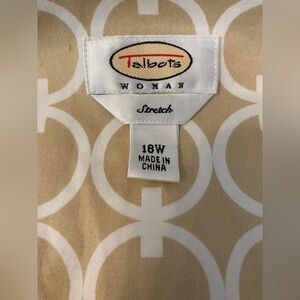 Talbots
WOMAN
Stretch
18W
MADE IN
CHINA